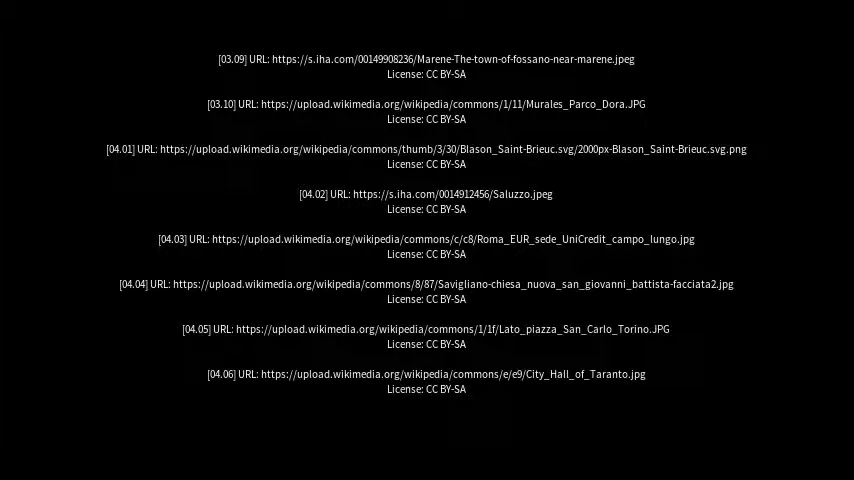 [03.09] URL: https://s.iha.com/00149908236/Marene-The-town-of-fossano-near-marene.jpeg
License: CC BY-SA
[03.10] URL: https://upload.wikimedia.org/wikipedia/commons/1/11/Murales_Parco_Dora.JPG
License: CC BY-SA
[04.01] URL: https://upload.wikimedia.org/wikipedia/commons/thumb/3/30/Blason_Saint-Brieuc.svg/2000px-Blason_Saint-Brieuc.svg.png
License: CC BY-SA
[04.02] URL: https://s.iha.com/0014912456/Saluzzo.jpeg
License: CC BY-SA
[04.03] URL: https://upload.wikimedia.org/wikipedia/commons/c/c8/Roma_EUR_sede_UniCredit_campo_lungo.jpg
License: CC BY-SA
[04.04] URL: https://upload.wikimedia.org/wikipedia/commons/8/87/Savigliano-chiesa_nuova_san_giovanni_battista-facciata2.jpg
License: CC BY-SA
[04.05] URL: https://upload.wikimedia.org/wikipedia/commons/1/1f/Lato_piazza_San_Carlo_Torino.JPG
License: CC BY-SA
[04.06] URL: https://upload.wikimedia.org/wikipedia/commons/e/e9/City_Hall_of_Taranto.jpg
License: CC BY-SA